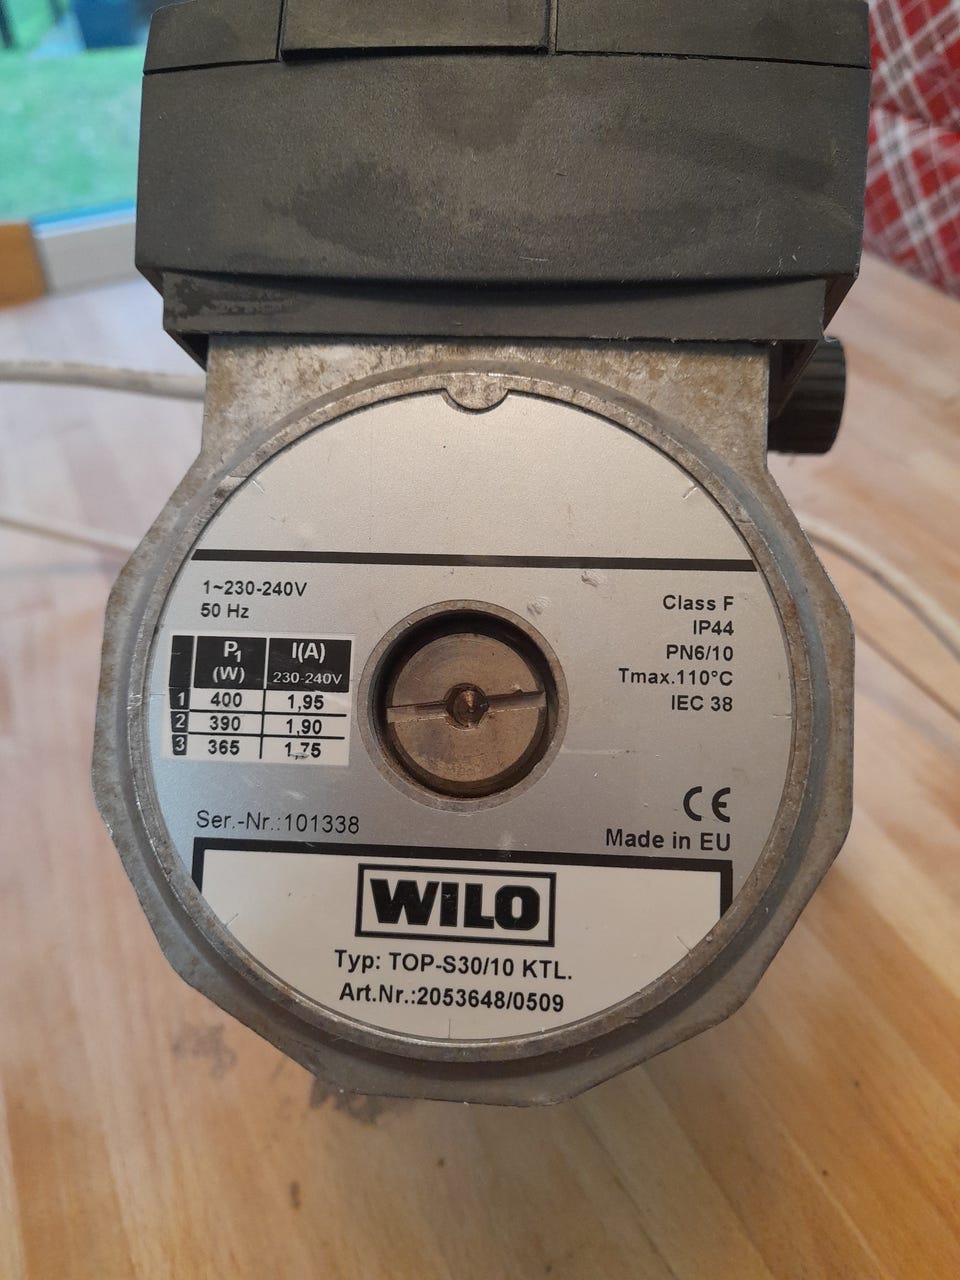 1~230-240V
50 Hz
P1 (W) I(A) 230-240V
1 400 1,95
2 390 1,90
3 365 1,75
Class F
IP44
PN6/10
Tmax.110°C
IEC 38
CE
Made in EU
Ser.-Nr.:101338
WILO
Typ: TOP-S30/10 KTL.
Art.Nr.:2053648/0509